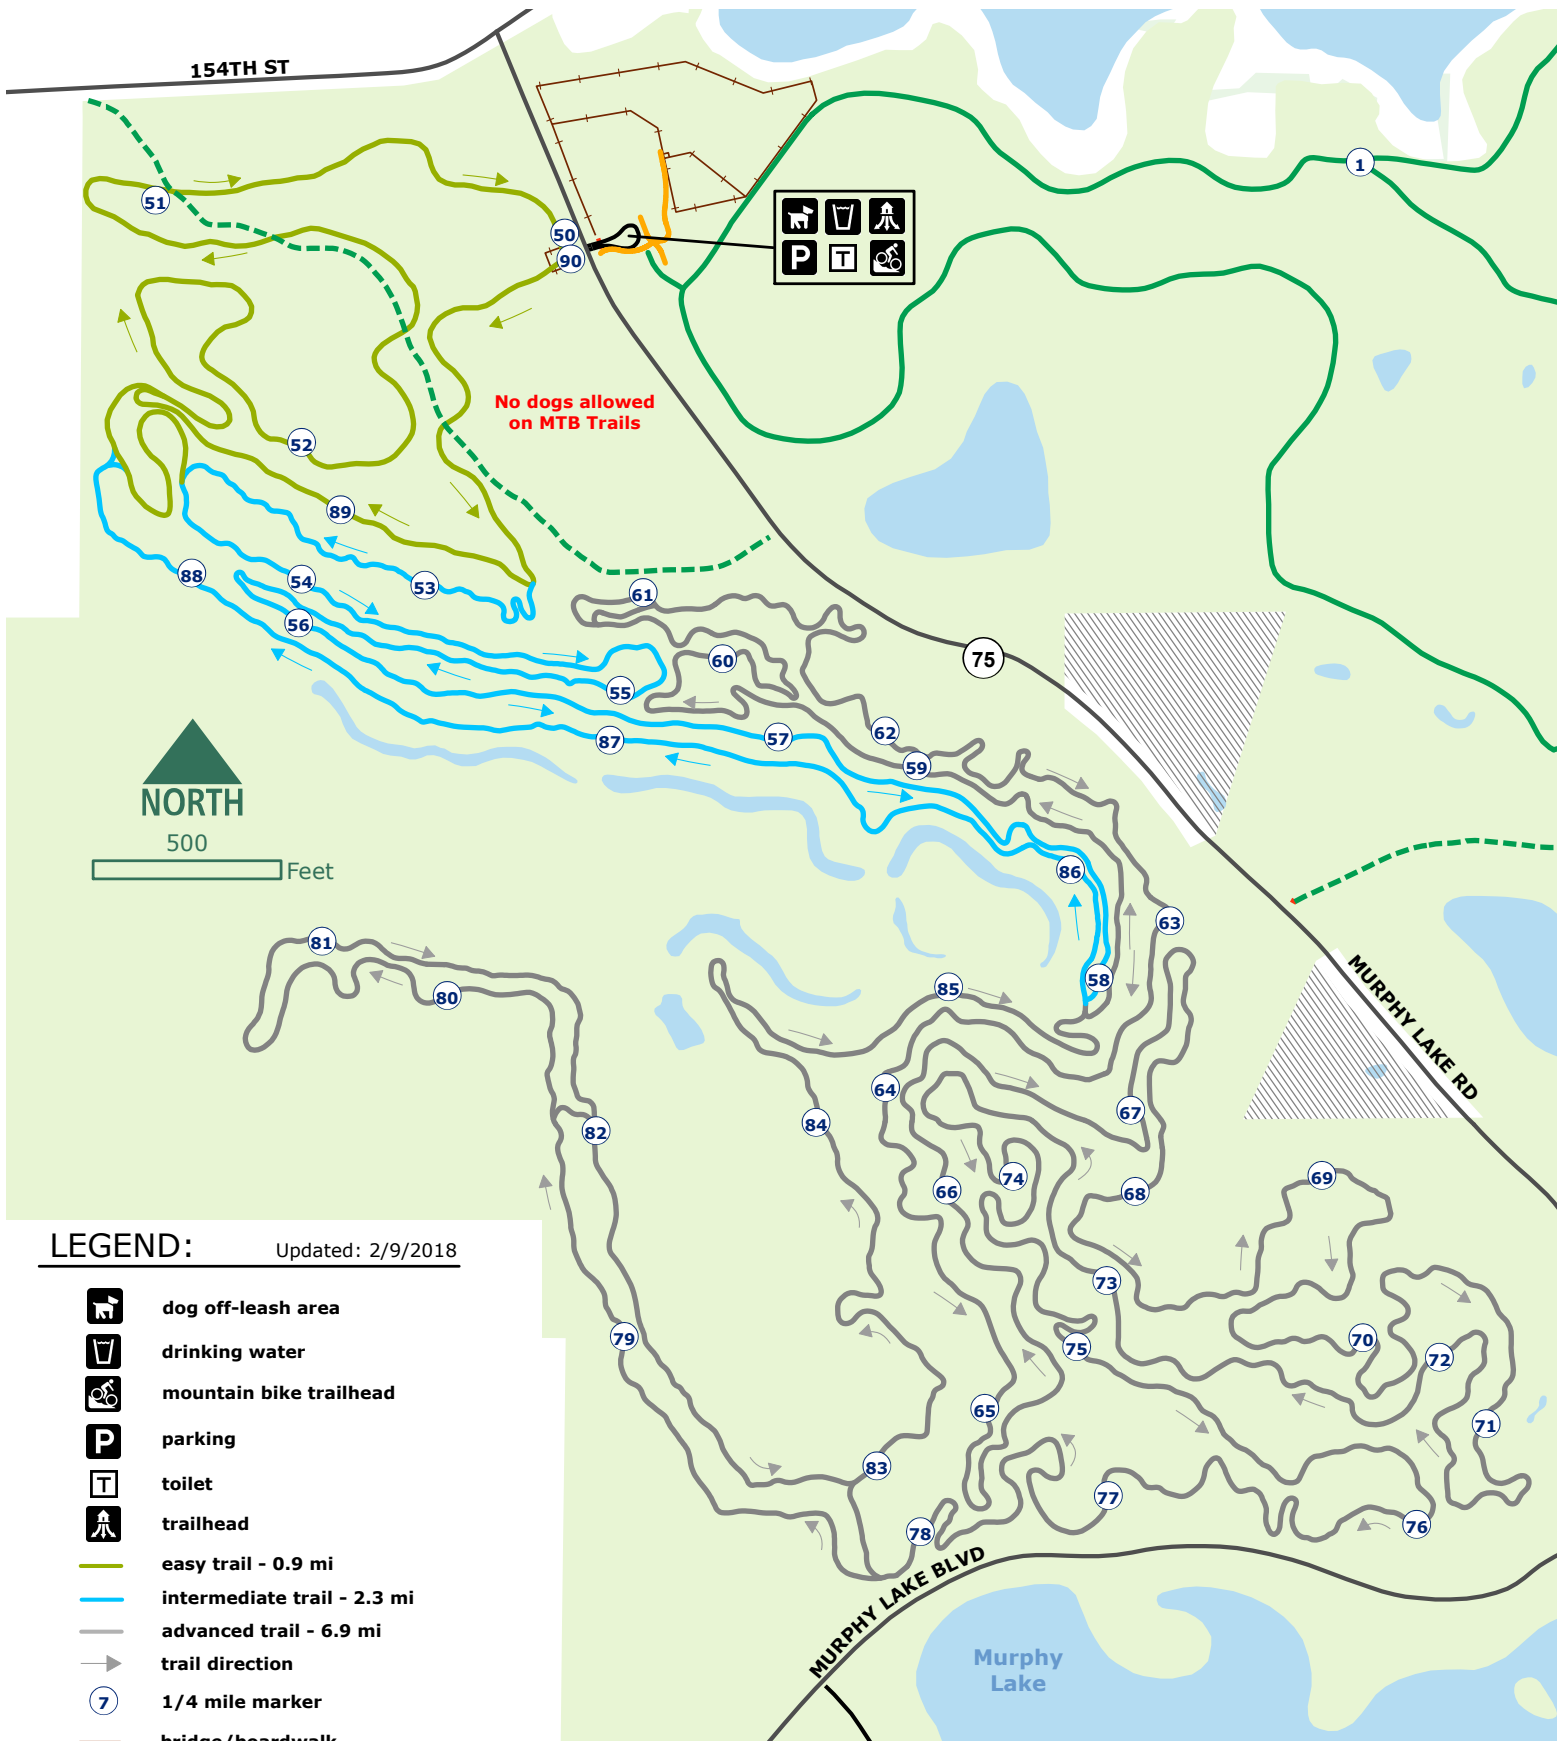 154TH ST
1
51
50
90
T
P
No dogs allowed
on MTB Trails
52
89
88
54
53
61
56
60
75
55
62
87
57
59
NORTH
500
Feet
86
63
81
58
85
80
MURPHY LAKE RD
64
67
84
82
74
69
66
68
LEGEND:
Updated: 2/9/2018
73
dog off-leash area
79
75
70
72
drinking water
mountain bike trailhead
65
71
P
parking
83
T
toilet
77
76
78
trailhead
MURPHY LAKE BLVD
easy trail - 0.9 mi
intermediate trail - 2.3 mi
advanced trail - 6.9 mi
Murphy
Lake
trail direction
7
1/4 mile marker
bridge/boardwalk